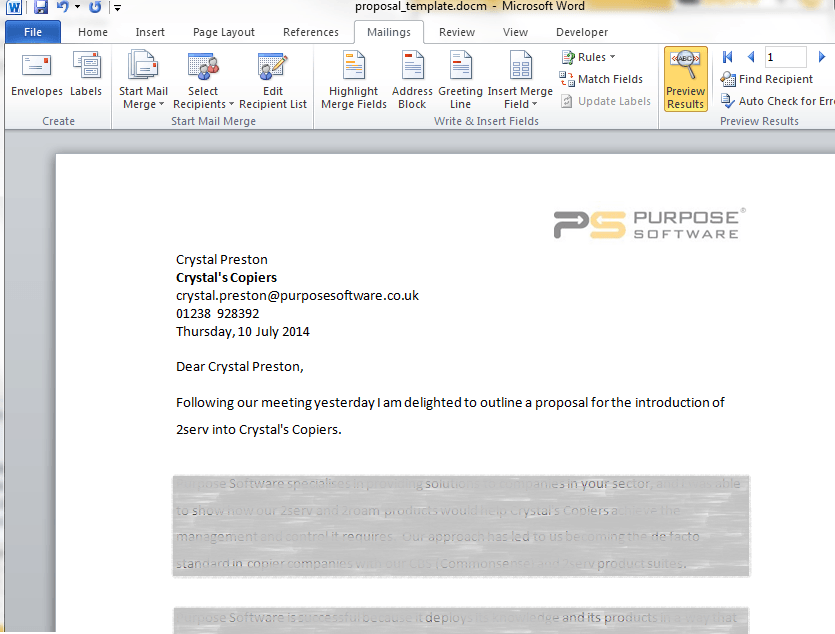 proposal_template.docm - Microsoft Word
File Home Insert Page Layout References Mailings Review View Developer
Envelopes Labels Start Mail Merge Select Recipients Edit Recipient List Highlight Merge Fields Address Block Greeting Line Insert Merge Field Rules Match Fields Update Labels Preview Results 1 Find Recipient Auto Check for Err
Create Start Mail Merge Write & Insert Fields Preview Results
PS PURPOSE®
SOFTWARE
Crystal Preston
Crystal's Copiers
crystal.preston@purposesoftware.co.uk
01238 928392
Thursday, 10 July 2014
Dear Crystal Preston,
Following our meeting yesterday I am delighted to outline a proposal for the introduction of
2serv into Crystal's Copiers.
Purpose Software specialises in providing solutions to companies in your sector, able
to show how our 2serv and 2roam products would help Crystal's Copiers achieve the
management and control it requires. Our approach has led to us becoming the de facto
standard in copier companies with our (Commonsense) and 2serv product suites.
Purpose Software is successful because it deploys its knowledge and its products in a way that